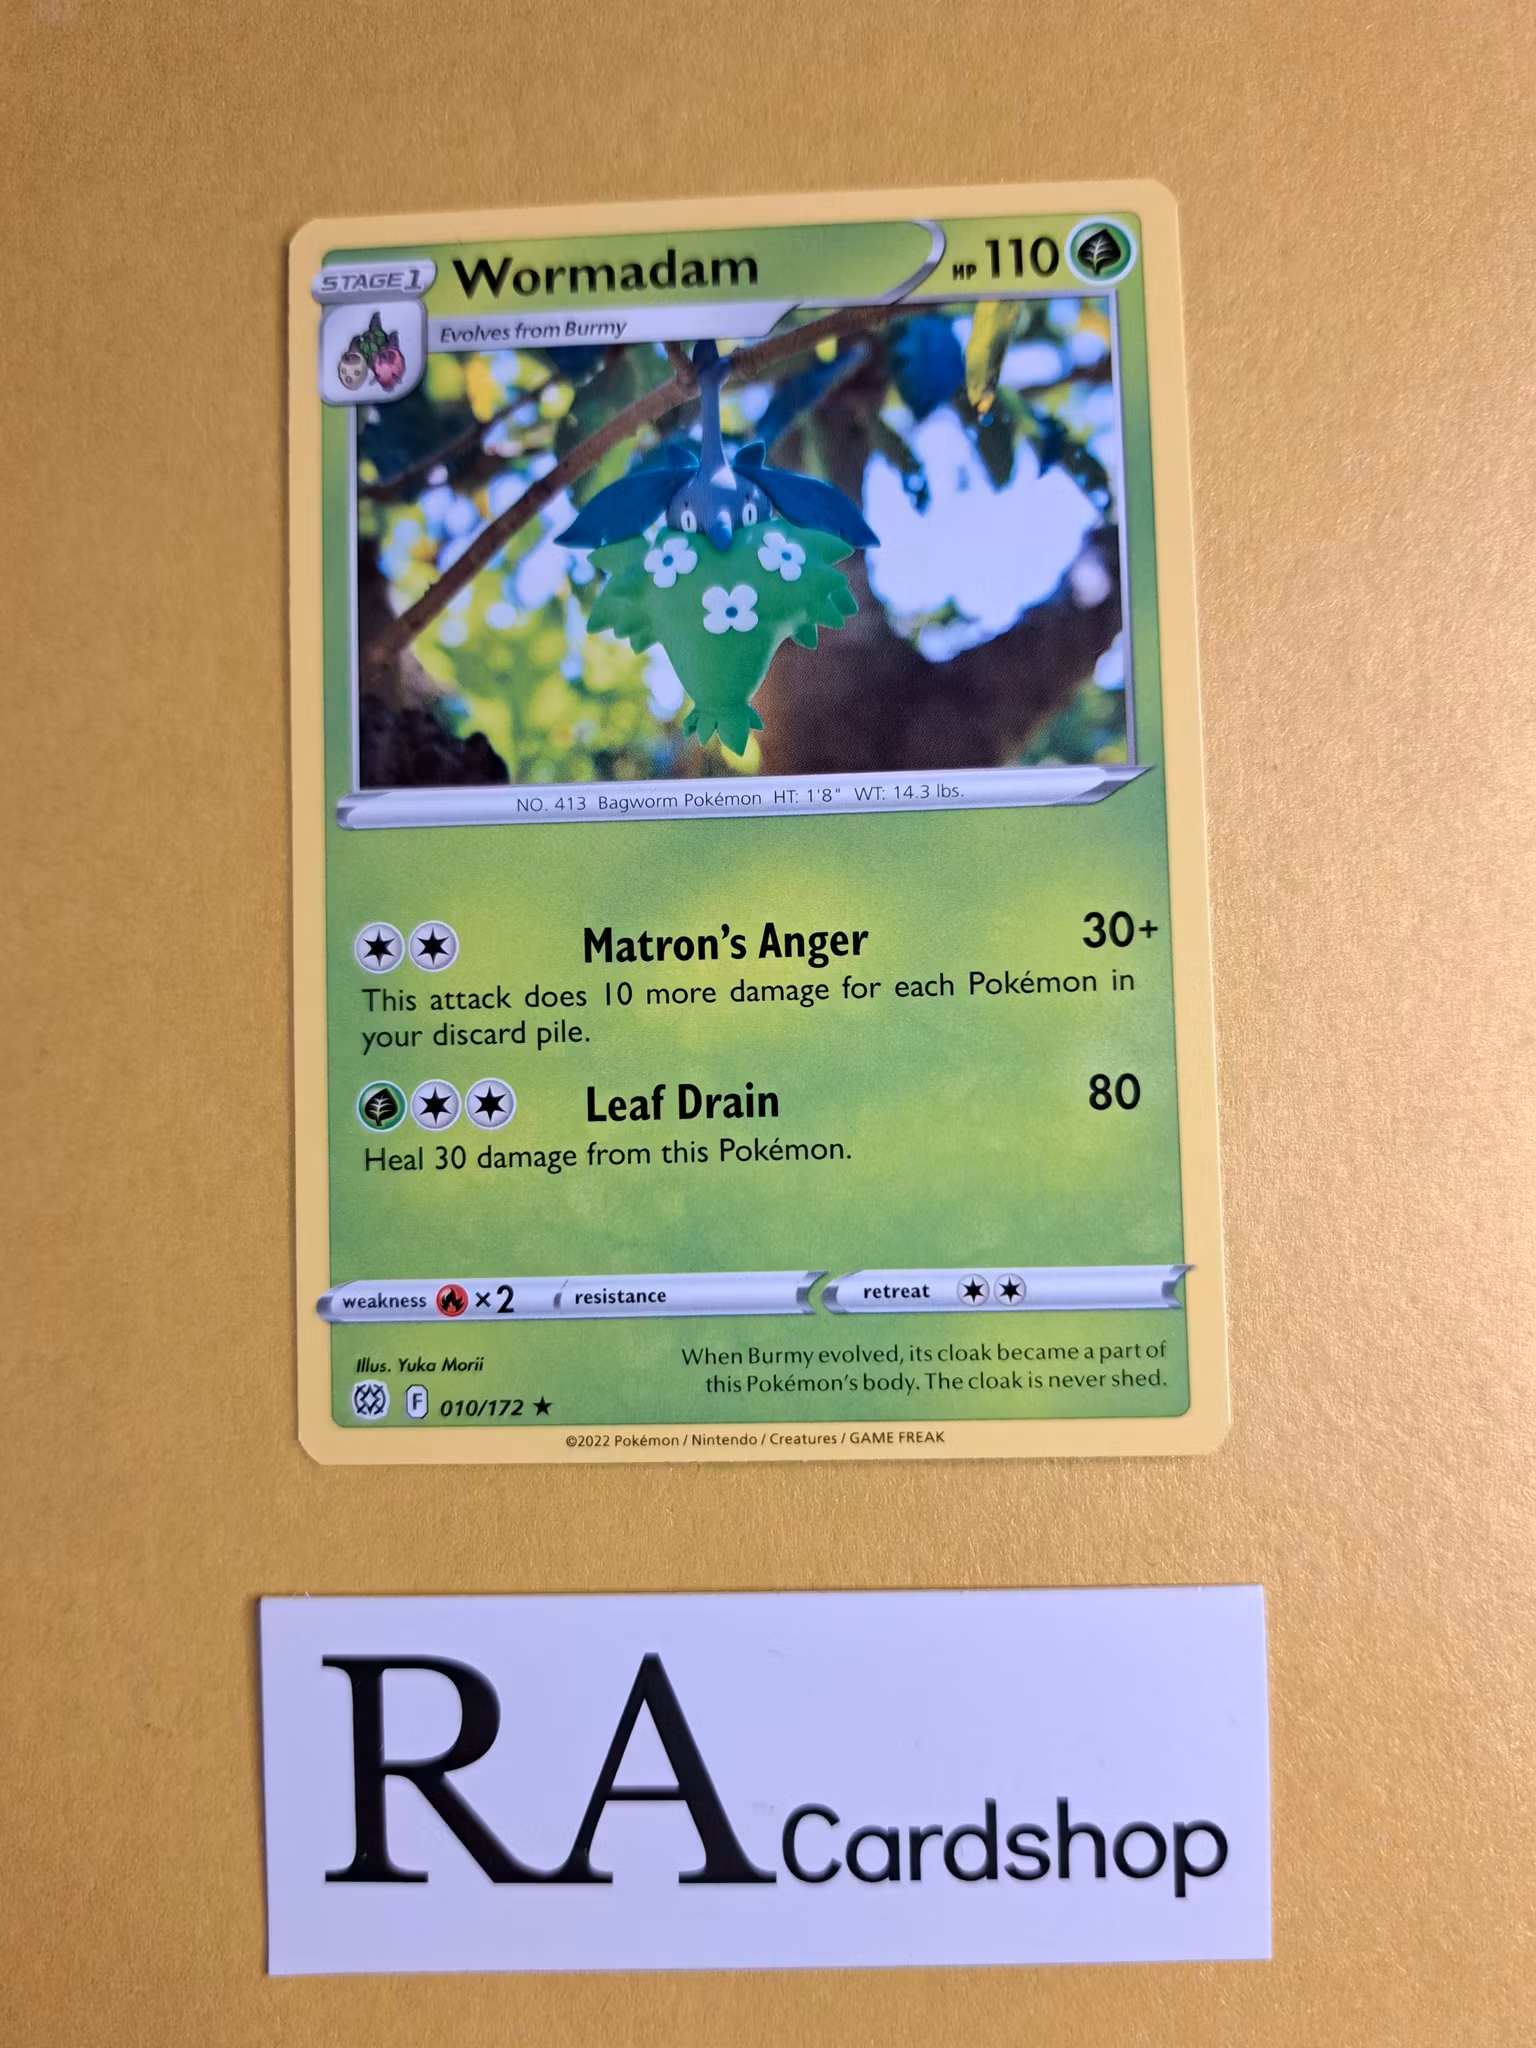 STAGE 1
Wormadam
HP 110
Evolves from Burmy
NO. 413 Bagworm Pokémon HT: 1'8" WT: 14.3 lbs.
Matron's Anger 30+
This attack does 10 more damage for each Pokémon in
your discard pile.
Leaf Drain 80
Heal 30 damage from this Pokémon.
weakness ×2 resistance retreat
Illus. Yuka Morii
When Burmy evolved, its cloak became a part of
this Pokémon's body. The cloak is never shed.
F 010/172 ★
©2022 Pokémon / Nintendo / Creatures / GAME FREAK
RA Cardshop